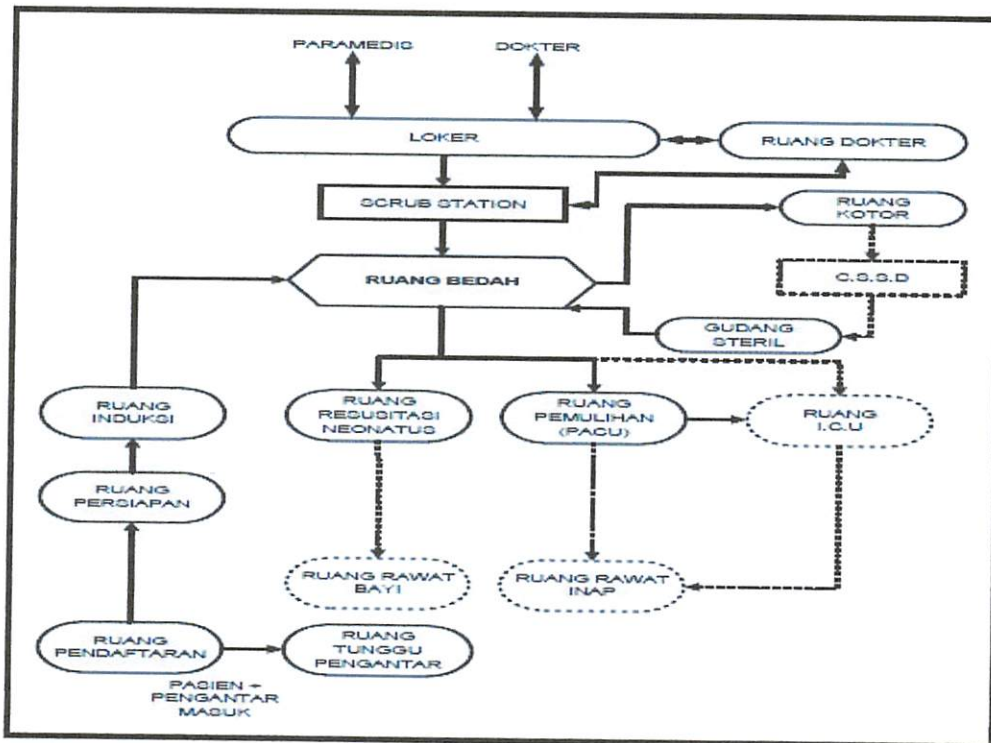 PARAMEDIS
DOKTER
LOKER
RUANG DOKTER
SCRUB STATION
RUANG
KOTOR
RUANG BEDAH
C.S.S.D
GUDANG
STERIL
RUANG
INDUKSI
RUANG
RESUSITASI
NEONATUS
RUANG
PEMULIHAN
(PACU)
RUANG
I.C.U
RUANG
PERSIAPAN
RUANG RAWAT
BAYI
RUANG RAWAT
INAP
RUANG
PENDAFTARAN
RUANG
TUNGGU
PENGANTAR
PASIEN +
PENGANTAR
MASUK